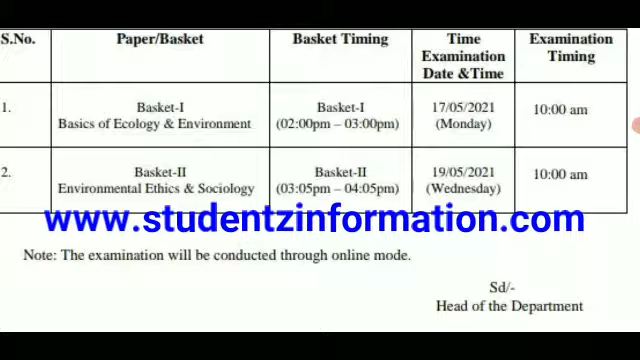 S.No. Paper/Basket Basket Timing Time Examination Date &Time Examination Timing
1. Basket-I Basics of Ecology & Environment Basket-I (02:00pm – 03:00pm) 17/05/2021 (Monday) 10:00 am
2. Basket-II Environmental Ethics & Sociology Basket-II (03:05pm – 04:05pm) 19/05/2021 (Wednesday) 10:00 am
www.studentzinformation.com
Note: The examination will be conducted through online mode.
Sd/-
Head of the Department